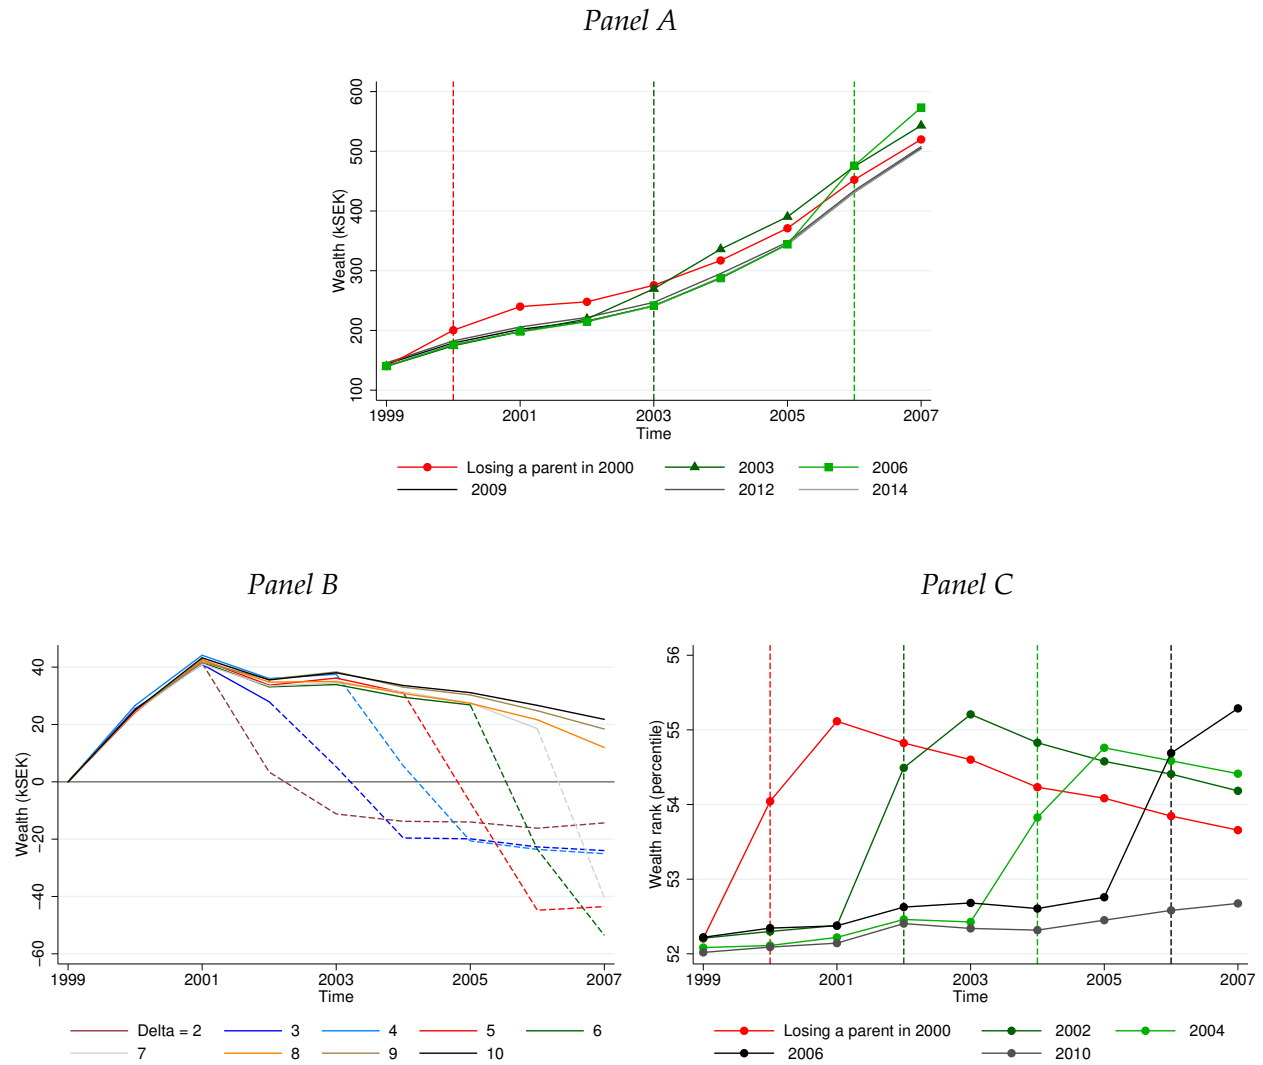 Panel A
Wealth (kSEK)
600
500
400
300
200
100
1999 2001 2003 2005 2007
Time
Losing a parent in 2000 2003 2006
2009 2012 2014
Panel B
Wealth (kSEK)
40
20
0
−20
−40
−60
1999 2001 2003 2005 2007
Time
Delta = 2 3 4 5 6
7 8 9 10
Panel C
Wealth rank (percentile)
56
55
54
53
52
1999 2001 2003 2005 2007
Time
Losing a parent in 2000 2002 2004
2006 2010